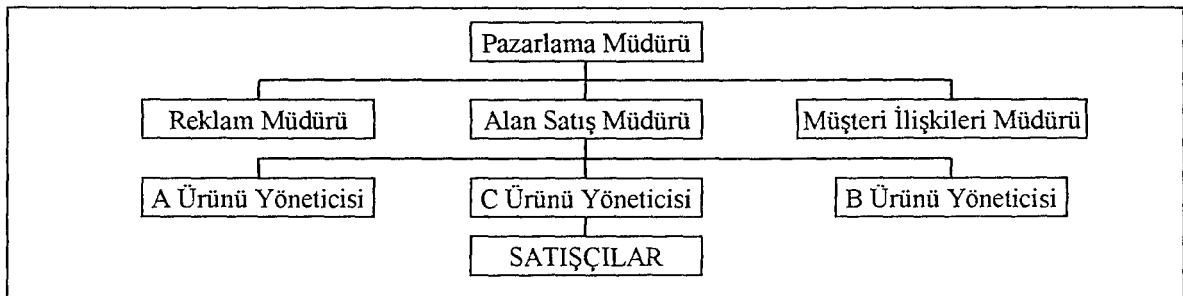 Pazarlama Müdürü
Reklam Müdürü
Alan Satış Müdürü
Müşteri İlişkileri Müdürü
A Ürünü Yöneticisi
C Ürünü Yöneticisi
B Ürünü Yöneticisi
SATIŞÇILAR